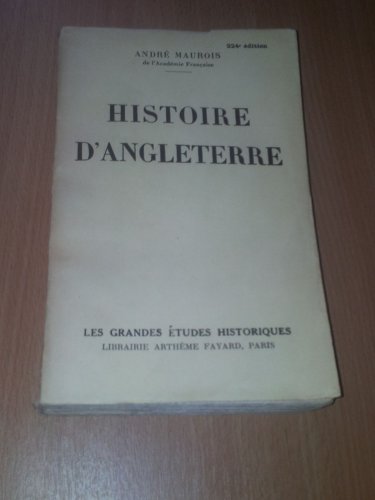 224e édition
ANDRÉ MAUROIS
de l'Académie Française
HISTOIRE
D'ANGLETERRE
LES GRANDES ÉTUDES HISTORIQUES
LIBRAIRIE ARTHÈME FAYARD, PARIS